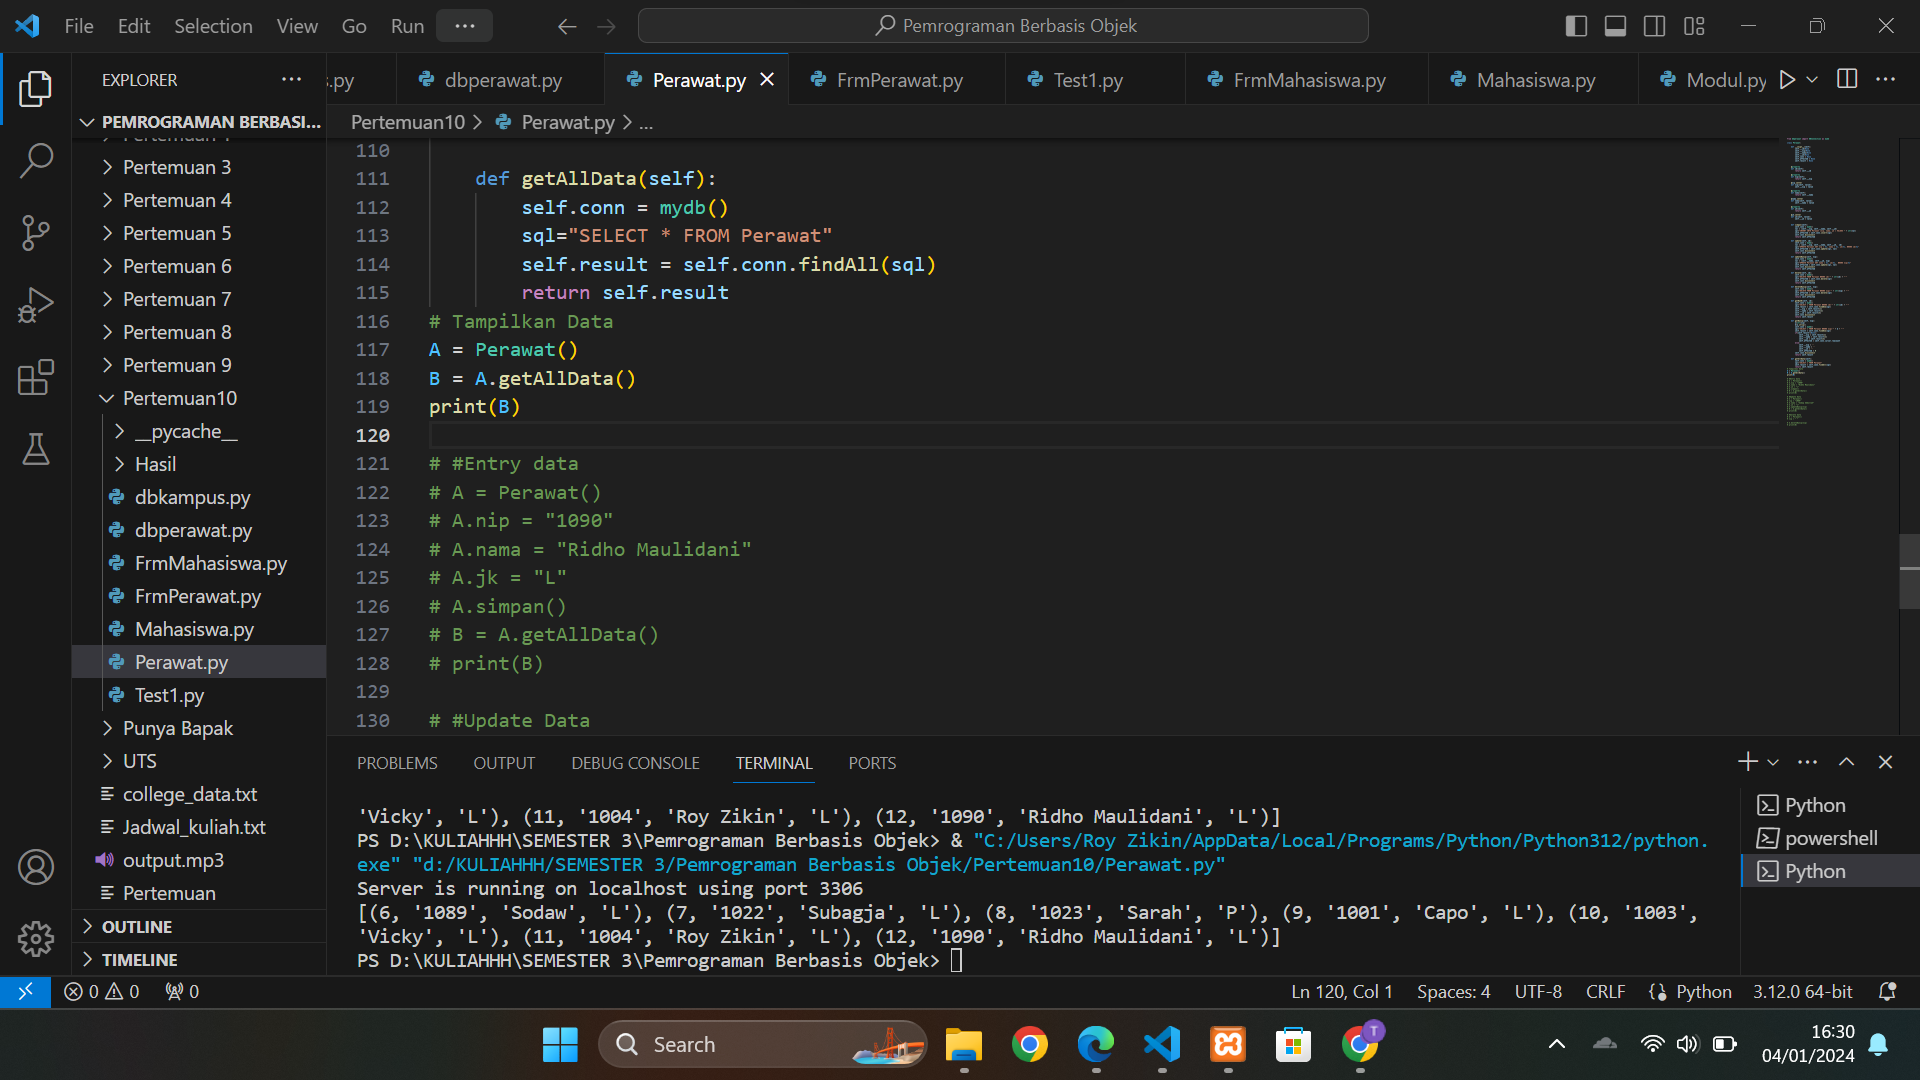 File Edit Selection View Go Run ··· Pemrograman Berbasis Objek
EXPLORER ···
s.py dbperawat.py Perawat.py FrmPerawat.py Test1.py FrmMahasiswa.py Mahasiswa.py Modul.py ···
PEMROGRAMAN BERBASI...
Pertemuan 3
Pertemuan 4
Pertemuan 5
Pertemuan 6
Pertemuan 7
Pertemuan 8
Pertemuan 9
Pertemuan10
__pycache__
Hasil
dbkampus.py
dbperawat.py
FrmMahasiswa.py
FrmPerawat.py
Mahasiswa.py
Perawat.py
Test1.py
Punya Bapak
UTS
college_data.txt
Jadwal_kuliah.txt
output.mp3
Pertemuan
OUTLINE
TIMELINE
Pertemuan10 > Perawat.py > ...
110
111 def getAllData(self):
112 self.conn = mydb()
113 sql="SELECT * FROM Perawat"
114 self.result = self.conn.findAll(sql)
115 return self.result
116 # Tampilkan Data
117 A = Perawat()
118 B = A.getAllData()
119 print(B)
120
121 # #Entry data
122 # A = Perawat()
123 # A.nip = "1090"
124 # A.nama = "Ridho Maulidani"
125 # A.jk = "L"
126 # A.simpan()
127 # B = A.getAllData()
128 # print(B)
129
130 # #Update Data
PROBLEMS OUTPUT DEBUG CONSOLE TERMINAL PORTS ···
'Vicky', 'L'), (11, '1004', 'Roy Zikin', 'L'), (12, '1090', 'Ridho Maulidani', 'L')]
PS D:\KULIAHHH\SEMESTER 3\Pemrograman Berbasis Objek> & "C:/Users/Roy Zikin/AppData/Local/Programs/Python/Python312/python.
exe" "d:/KULIAHHH/SEMESTER 3/Pemrograman Berbasis Objek/Pertemuan10/Perawat.py"
Server is running on localhost using port 3306
[(6, '1089', 'Sodaw', 'L'), (7, '1022', 'Subagja', 'L'), (8, '1023', 'Sarah', 'P'), (9, '1001', 'Capo', 'L'), (10, '1003',
'Vicky', 'L'), (11, '1004', 'Roy Zikin', 'L'), (12, '1090', 'Ridho Maulidani', 'L')]
PS D:\KULIAHHH\SEMESTER 3\Pemrograman Berbasis Objek>
Python
powershell
Python
0 0 0 Ln 120, Col 1 Spaces: 4 UTF-8 CRLF Python 3.12.0 64-bit
Search
T
16:30
04/01/2024